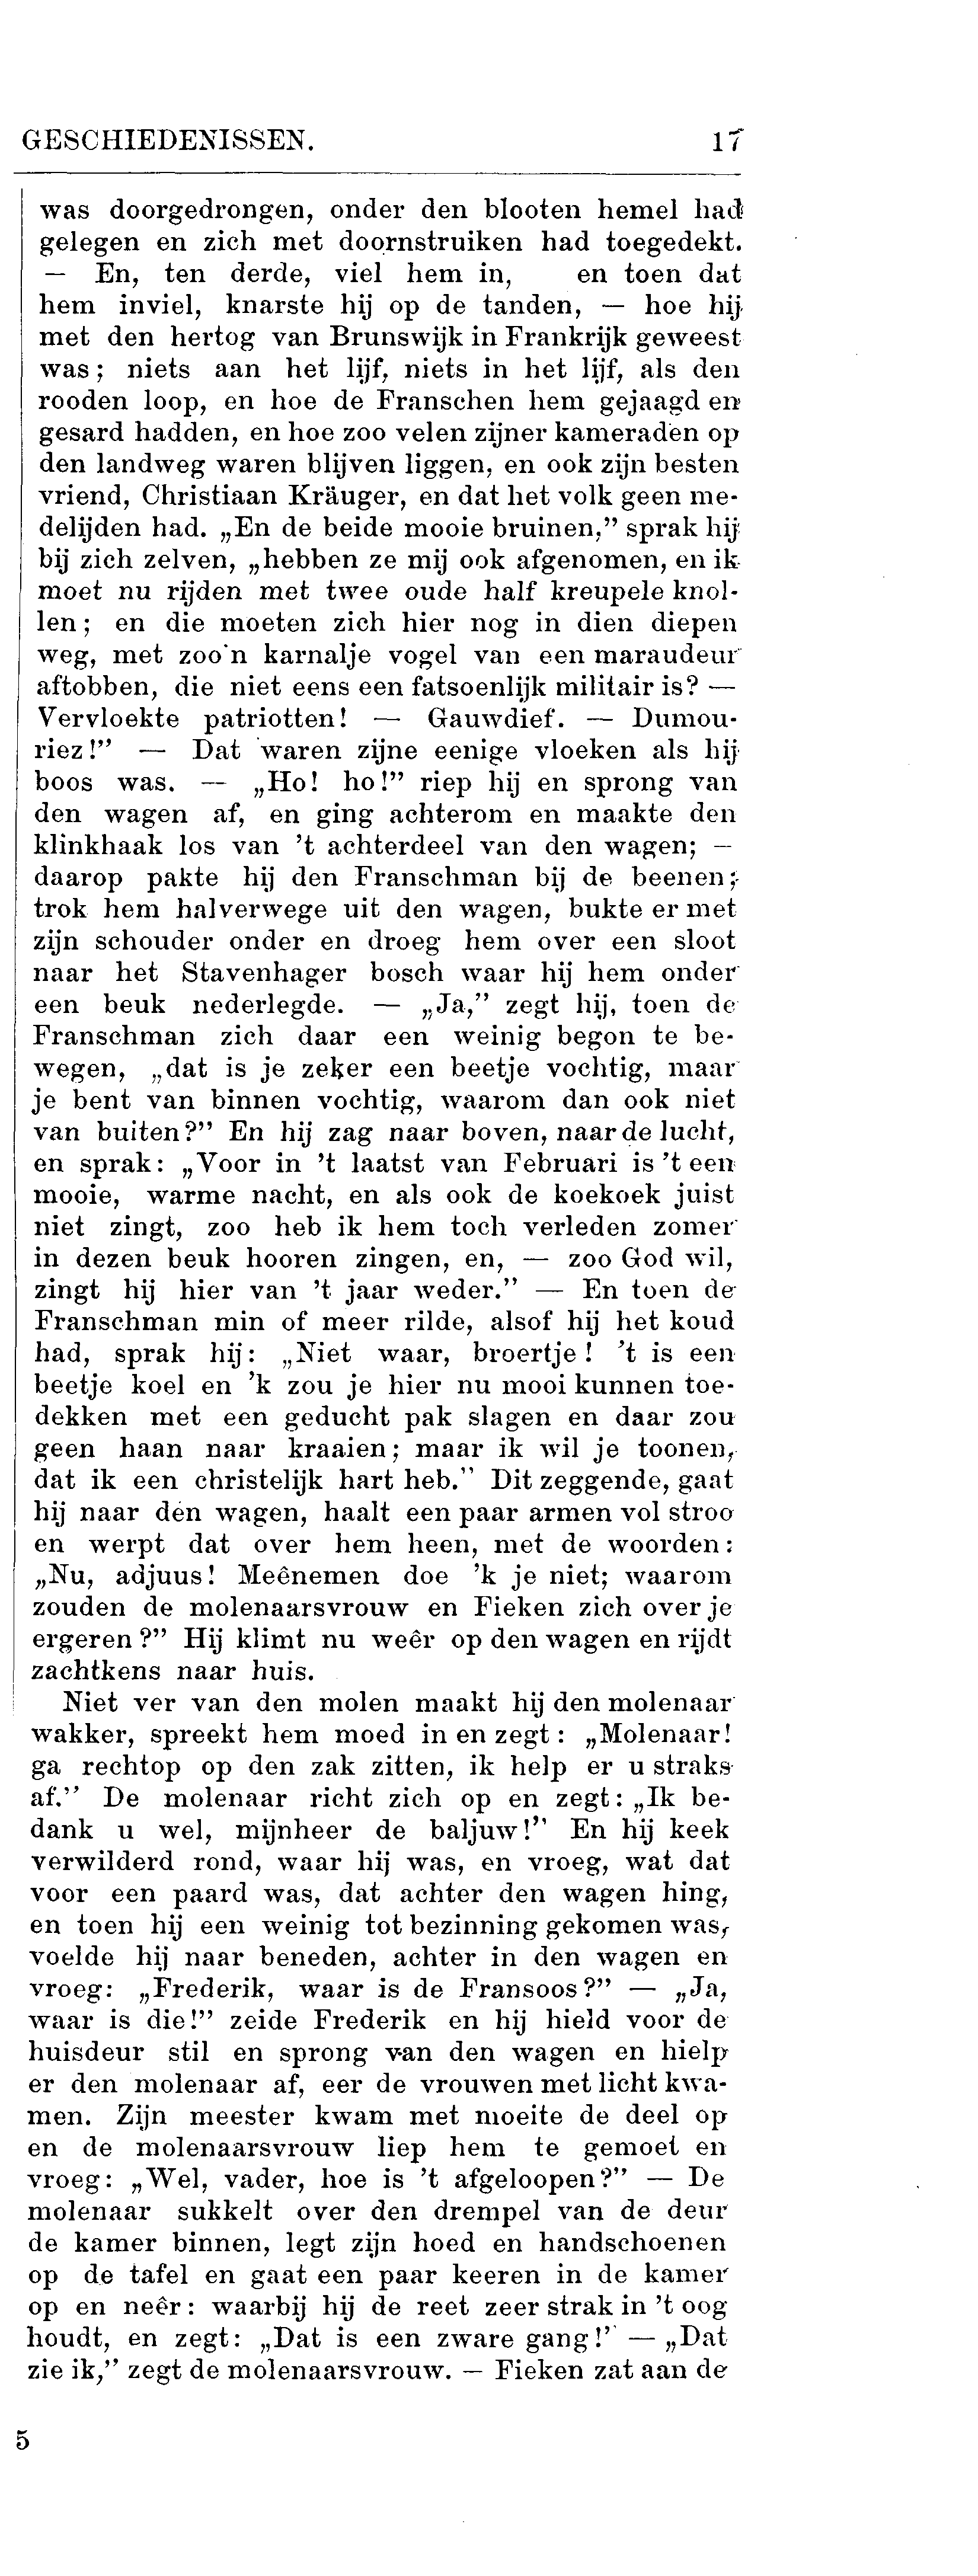 GESCHIEDENISSEN. 17
was doorgedrongen, onder den blooten hemel had
gelegen en zich met doornstruiken had toegedekt.
— En, ten derde, viel hem in, en toen dat
hem inviel, knarste hij op de tanden, — hoe hij
met den hertog van Brunswijk in Frankrijk geweest
was; niets aan het lijf, niets in het lijf, als den
rooden loop, en hoe de Franschen hem gejaagd en
gesard hadden, en hoe zoo velen zijner kameraden op
den landweg waren blijven liggen, en ook zijn besten
vriend, Christiaan Kräuger, en dat het volk geen me-
delijden had. „En de beide mooie bruinen,” sprak hij
bij zich zelven, „hebben ze mij ook afgenomen, en ik
moet nu rijden met twee oude half kreupele knol-
len; en die moeten zich hier nog in dien diepen
weg, met zoo'n karnalje vogel van een maraudeur
aftobben, die niet eens een fatsoenlijk militair is? —
Vervloekte patriotten! — Gauwdief. — Dumou-
riez!” — Dat waren zijne eenige vloeken als hij
boos was. — „Ho! ho!” riep hij en sprong van
den wagen af, en ging achterom en maakte den
klinkhaak los van 't achterdeel van den wagen; —
daarop pakte hij den Franschman bij de beenen;
trok hem halverwege uit den wagen, bukte er met
zijn schouder onder en droeg hem over een sloot
naar het Stavenhager bosch waar hij hem onder
een beuk nederlegde. — „Ja,” zegt hij, toen de
Franschman zich daar een weinig begon te be-
wegen, „dat is je zeker een beetje vochtig, maar
je bent van binnen vochtig, waarom dan ook niet
van buiten?” En hij zag naar boven, naar de lucht,
en sprak: „Voor in 't laatst van Februari is 't een
mooie, warme nacht, en als ook de koekoek juist
niet zingt, zoo heb ik hem toch verleden zomer
in dezen beuk hooren zingen, en, — zoo God wil,
zingt hij hier van 't jaar weder.” — En toen de
Franschman min of meer rilde, alsof hij het koud
had, sprak hij: „Niet waar, broertje! 't is een
beetje koel en 'k zou je hier nu mooi kunnen toe-
dekken met een geducht pak slagen en daar zou
geen haan naar kraaien; maar ik wil je toonen,
dat ik een christelijk hart heb.” Dit zeggende, gaat
hij naar den wagen, haalt een paar armen vol stroo
en werpt dat over hem heen, met de woorden:
„Nu, adjuus! Meênemen doe 'k je niet; waarom
zouden de molenaarsvrouw en Fieken zich over je
ergeren?” Hij klimt nu weêr op den wagen en rijdt
zachtkens naar huis.
Niet ver van den molen maakt hij den molenaar
wakker, spreekt hem moed in en zegt: „Molenaar!
ga rechtop op den zak zitten, ik help er u straks
af.” De molenaar richt zich op en zegt: „Ik be-
dank u wel, mijnheer de baljuw!” En hij keek
verwilderd rond, waar hij was, en vroeg, wat dat
voor een paard was, dat achter den wagen hing,
en toen hij een weinig tot bezinning gekomen was,
voelde hij naar beneden, achter in den wagen en
vroeg: „Frederik, waar is de Fransoos?” — „Ja,
waar is die!” zeide Frederik en hij hield voor de
huisdeur stil en sprong van den wagen en hielp
er den molenaar af, eer de vrouwen met licht kwa-
men. Zijn meester kwam met moeite de deel op
en de molenaarsvrouw liep hem te gemoet en
vroeg: „Wel, vader, hoe is 't afgeloopen?” — De
molenaar sukkelt over den drempel van de deur
de kamer binnen, legt zijn hoed en handschoenen
op de tafel en gaat een paar keeren in de kamer
op en neêr: waarbij hij de reet zeer strak in 't oog
houdt, en zegt: „Dat is een zware gang!” — „Dat
zie ik,” zegt de molenaarsvrouw. — Fieken zat aan de
5